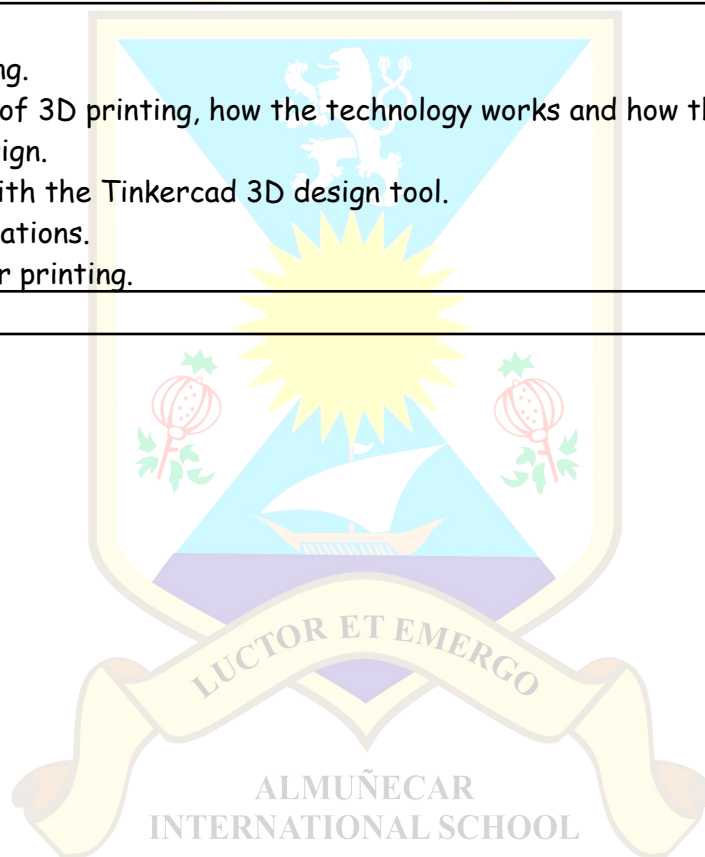 ng.
of 3D printing, how the technology works and how th
ign.
ith the Tinkercad 3D design tool.
ations.
r printing.
LUCTOR ET EMERGO
ALMUÑECAR
INTERNATIONAL SCHOOL